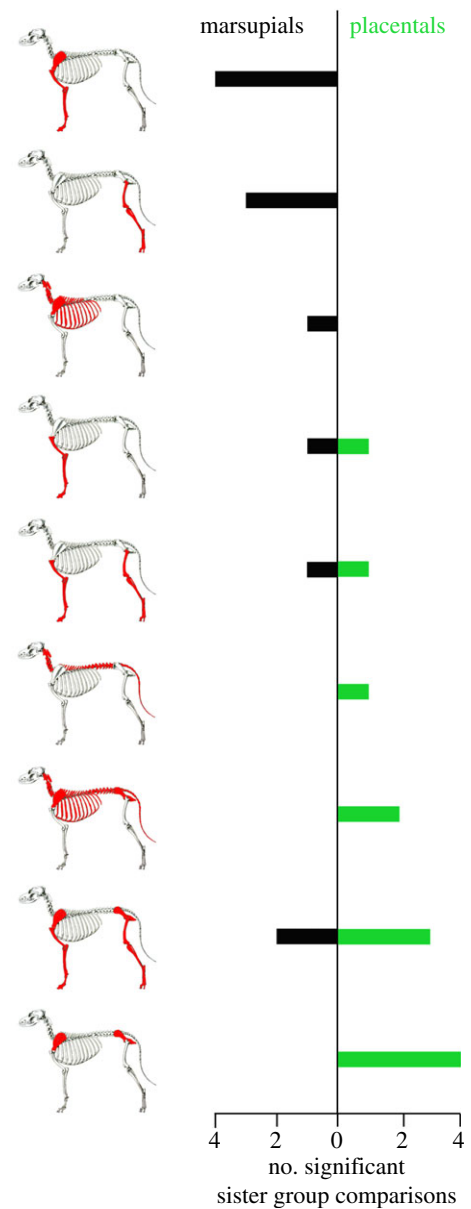 marsupials placentals
4 2 0 2 4
no. significant
sister group comparisons